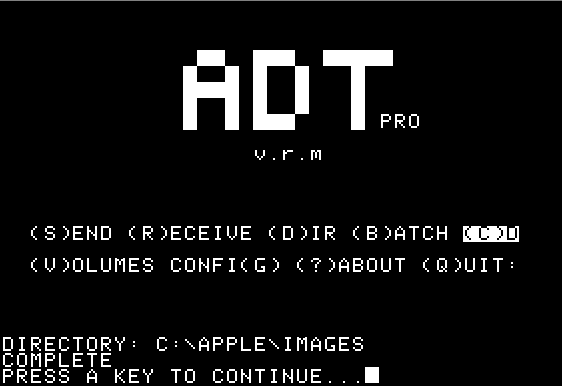 ADT
PRO
v.r.m
(S)END (R)ECEIVE (D)IR (B)ATCH (C)D
(V)OLUMES CONFI(G) (?)ABOUT (Q)UIT:
DIRECTORY: C:\APPLE\IMAGES
COMPLETE
PRESS A KEY TO CONTINUE...